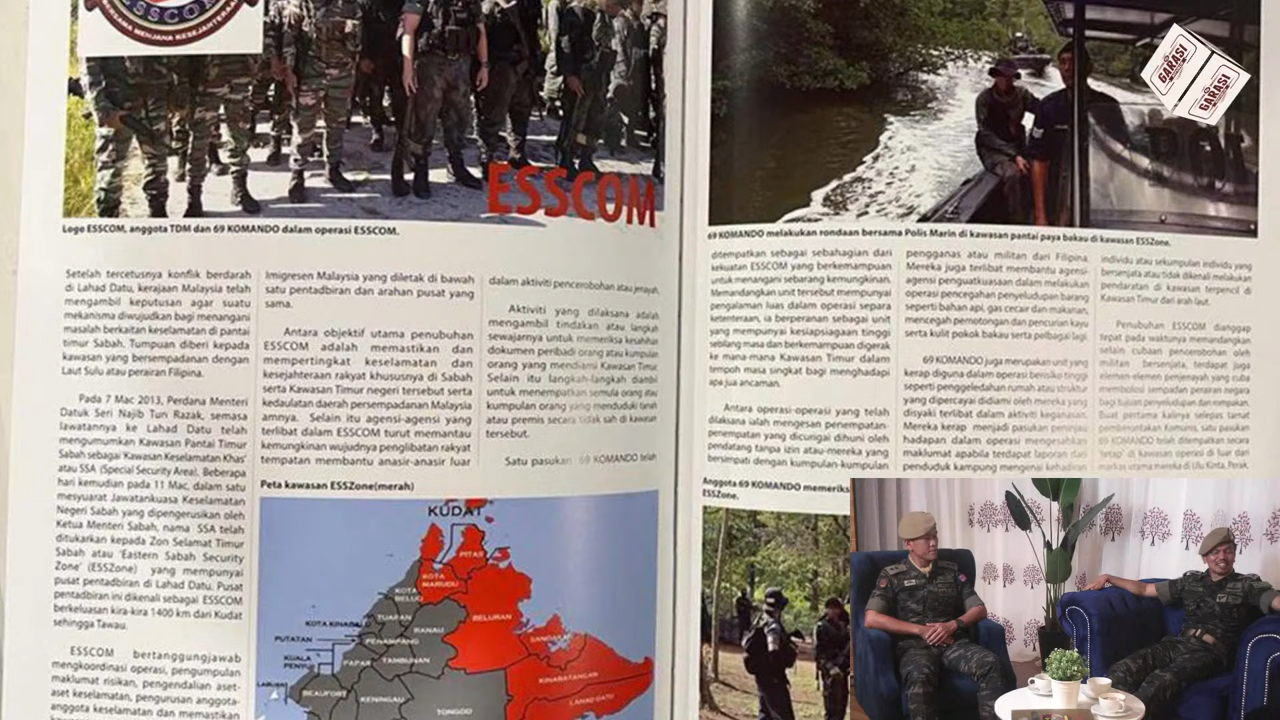 ESSCOM
BERSAMA MENJANA KESEJAHTERAAN
ESSCOM
Logo ESSCOM, anggota TDM dan 69 KOMANDO dalam operasi ESSCOM.
Setelah tercetusnya konflik berdarah
di Lahad Datu, kerajaan Malaysia telah
mengambil keputusan agar suatu
mekanisma diwujudkan bagi menangani
masalah berkaitan keselamatan di pantai
timur Sabah. Tumpuan diberi kepada
kawasan yang bersempadanan dengan
Laut Sulu atau perairan Filipina.
Pada 7 Mac 2013, Perdana Menteri
Datuk Seri Najib Tun Razak, semasa
lawatannya ke Lahad Datu telah
mengumumkan Kawasan Pantai Timur
Sabah sebagai Kawasan Keselamatan Khas'
atau SSA (Special Security Area). Beberapa
hari kemudian pada 11 Mac, dalam satu
mesyuarat Jawatankuasa Keselamatan
Negeri Sabah yang dipengerusikan oleh
Ketua Menteri Sabah, nama SSA telah
ditukarkan kepada Zon Selamat Timur
Sabah atau 'Eastern Sabah Security
Zone' (ESSZone) yang mempunyai
pusat pentadbiran di Lahad Datu. Pusat
pentadbiran ini dikenali sebagai ESSCOM
berkeluasan kira-kira 1400 km dari Kudat
sehingga Tawau.
ESSCOM bertanggungjawab
mengkoordinasi operasi, pengumpulan
maklumat risikan, pengendalian aset-
aset keselamatan, pengurusan anggota-
anggota keselamatan dan memastikan
Imigresen Malaysia yang diletak di bawah
satu pentadbiran dan arahan pusat yang
sama.
Antara objektif utama penubuhan
ESSCOM adalah memastikan dan
mempertingkat keselamatan dan
kesejahteraan rakyat khususnya di Sabah
serta Kawasan Timur negeri tersebut serta
kedaulatan daerah persempadanan Malaysia
amnya. Selain itu agensi-agensi yang
terlibat dalam ESSCOM turut memantau
kemungkinan wujudnya penglibatan rakyat
tempatan membantu anasir-anasir luar
dalam aktiviti pencerobohan atau jenayah.
Aktiviti yang dilaksana adalah
mengambil tindakan atau langkah
sewajarnya untuk memeriksa kesahihan
dokumen peribadi orang atau kumpulan
orang yang mendiami Kawasan Timur.
Selain itu langkah-langkah diambil
untuk menempatkan semula orang atau
kumpulan orang yang menduduki tanah
atau premis secara tidak sah di kawasan
tersebut.
Satu pasukan 69 KOMANDO telah
Peta kawasan ESSZone(merah)
KUDAT
PITAS
KOTA
MARUDU
KOTA
BELUD
TUARAN
RANAU
BELURAN
KOTA KINABALU
PUTATAN
PENAMPANG
SANDAKAN
KUALA
PENYU
PAPAR
TAMBUNAN
KINABATANGAN
LABUAN
BEAUFORT
KENINGAU
TONGOD
LAHAD DATU
GARASI
GARASI
69 KOMANDO melakukan rondaan bersama Polis Marin di kawasan pantai paya bakau di kawasan ESSZone.
ditempatkan sebagai sebahagian dari
kekuatan ESSCOM yang berkemampuan
untuk menangani sebarang kemungkinan.
Memandangkan unit tersebut mempunyai
pengalaman luas dalam operasi separa
ketenteraan, ia berperanan sebagai unit
yang mempunyai kesiapsiagaan tinggi
sebilang masa dan berkemampuan digerak
ke mana-mana Kawasan Timur dalam
tempoh masa singkat bagi menghadapi
apa jua ancaman.
Antara operasi-operasi yang telah
dilaksana ialah mengesan penempatan-
penempatan yang dicurigai dihuni oleh
pendatang tanpa izin atau-mereka yang
bersimpati dengan kumpulan-kumpulan
pengganas atau militan dari Filipina.
Mereka juga terlibat membantu agensi-
agensi penguatkuasaan dalam melakukan
operasi pencegahan penyeludupan barang
seperti bahan api, gas cecair dan makanan,
mencegah pemotongan dan pencurian kayu
serta kulit pokok bakau serta pelbagai lagi.
69 KOMANDO juga merupakan unit yang
kerap diguna dalam operasi berisiko tinggi
seperti penggeledahan rumah atau struktur
yang dipercayai didiami oleh mereka yang
disyaki terlibat dalam aktiviti keganasan.
Mereka kerap menjadi pasukan pengisi
hadapan dalam operasi mengesahkan
maklumat apabila terdapat laporan dari
penduduk kampung mengenai kehadiran
individu atau sekumpulan individu yang
bersenjata atau tidak dikenali melakukan
pendaratan di kawasan terpencil di
Kawasan Timur dari arah laut.
Penubuhan ESSCOM dianggap
tepat pada waktunya memandangkan
selain cubaan pencerobohan oleh
militan bersenjata, terdapat juga
elemen-elemen penjenayah yang cuba
membolosi sempadan perairan negara
bagi tujuan penyeludupan dan rompakan.
Buat pertama kalinya selepas tamat
pemberontakan Komunis, satu pasukan
69 KOMANDO telah ditempatkan secara
'tetap' di kawasan operasi di luar dari
markas utama mereka di Ulu Kinta, Perak.
Anggota 69 KOMANDO memeriks
ESSZone.